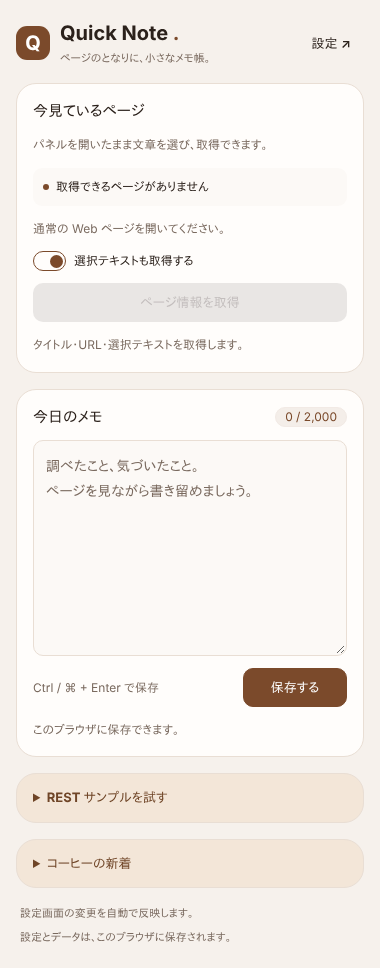 Q
Quick Note .
ページのとなりに、小さなメモ帳。
設定 ↗
今見ているページ
パネルを開いたまま文章を選び、取得できます。
取得できるページがありません
通常の Web ページを開いてください。
選択テキストも取得する
ページ情報を取得
タイトル・URL・選択テキストを取得します。
今日のメモ
0 / 2,000
調べたこと、気づいたこと。
ページを見ながら書き留めましょう。
Ctrl / ⌘ + Enter で保存
保存する
このブラウザに保存できます。
▶ REST サンプルを試す
▶ コーヒーの新着
設定画面の変更を自動で反映します。
設定とデータは、このブラウザに保存されます。